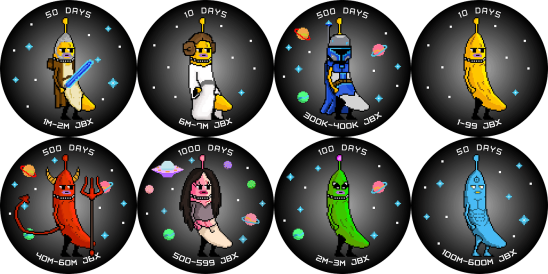 50 DAYS
1M-2M JBX
10 DAYS
6M-7M JBX
500 DAYS
300K-400K JBX
10 DAYS
1-99 JBX
500 DAYS
40M-60M JBX
1000 DAYS
500-599 JBX
100 DAYS
2M-3M JBX
50 DAYS
100M-600M JBX